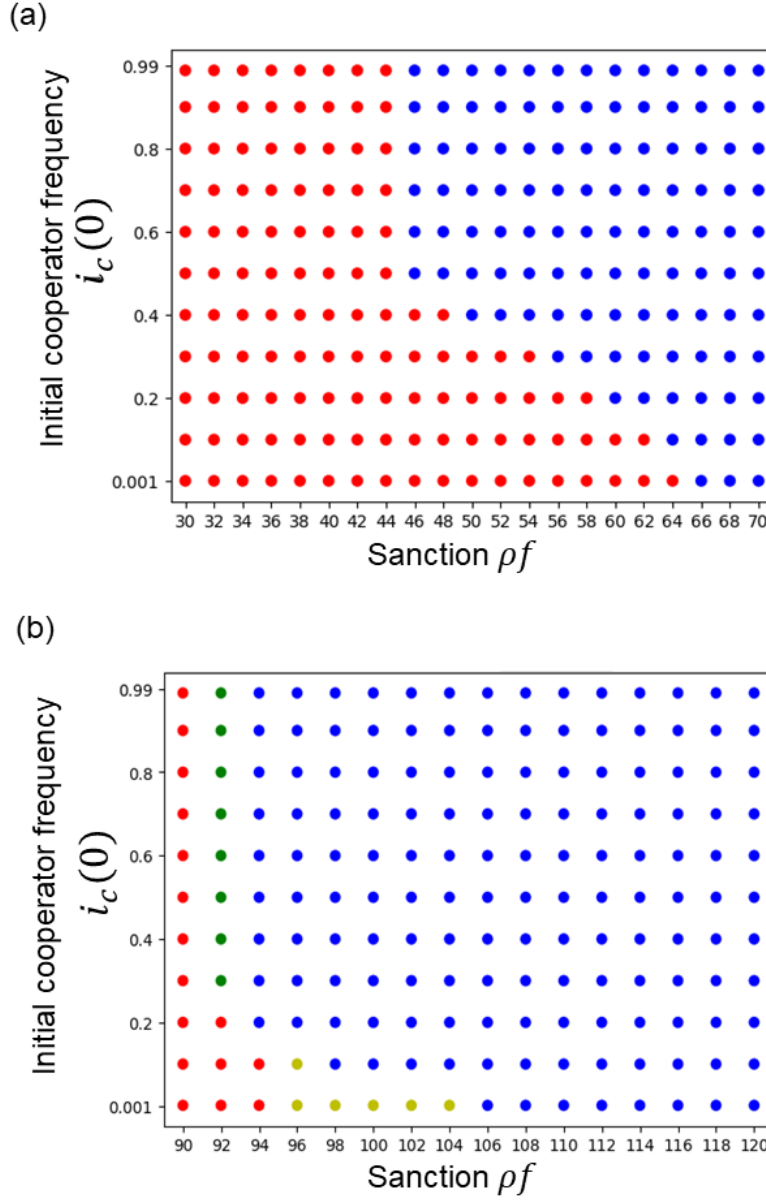 (a)
Initial cooperator frequency
i_c(0)
0.99
0.8
0.6
0.4
0.2
0.001
30 32 34 36 38 40 42 44 46 48 50 52 54 56 58 60 62 64 66 68 70
Sanction ρf
(b)
Initial cooperator frequency
i_c(0)
0.99
0.8
0.6
0.4
0.2
0.001
90 92 94 96 98 100 102 104 106 108 110 112 114 116 118 120
Sanction ρf